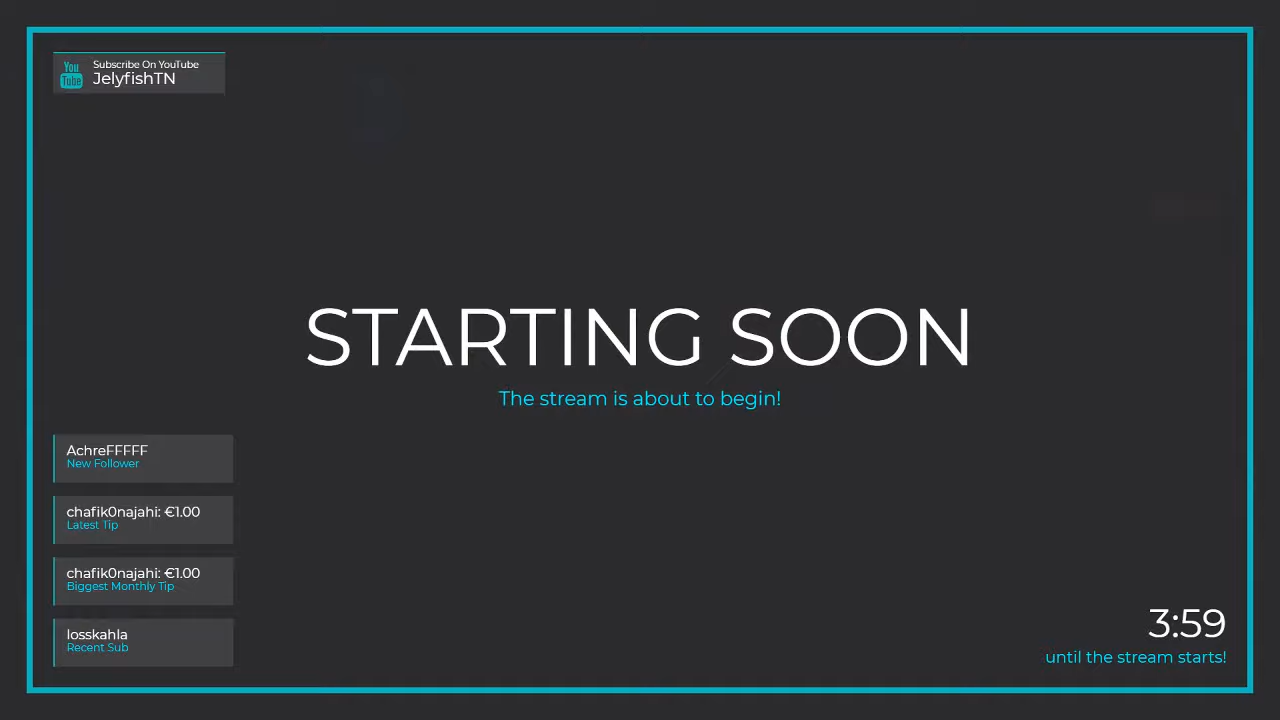 You
Tube
Subscribe On YouTube
JelyfishTN
STARTING SOON
The stream is about to begin!
AchreFFFFF
New Follower
chafik0najahi: €1.00
Latest Tip
chafik0najahi: €1.00
Biggest Monthly Tip
losskahla
Recent Sub
3:59
until the stream starts!